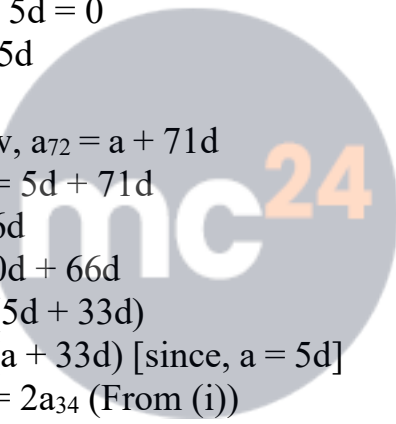 5d = 0
5d
v, a72 = a + 71d
= 5d + 71d
6d
0d + 66d
5d + 33d)
a + 33d) [since, a = 5d]
= 2a34 (From (i))
mc24